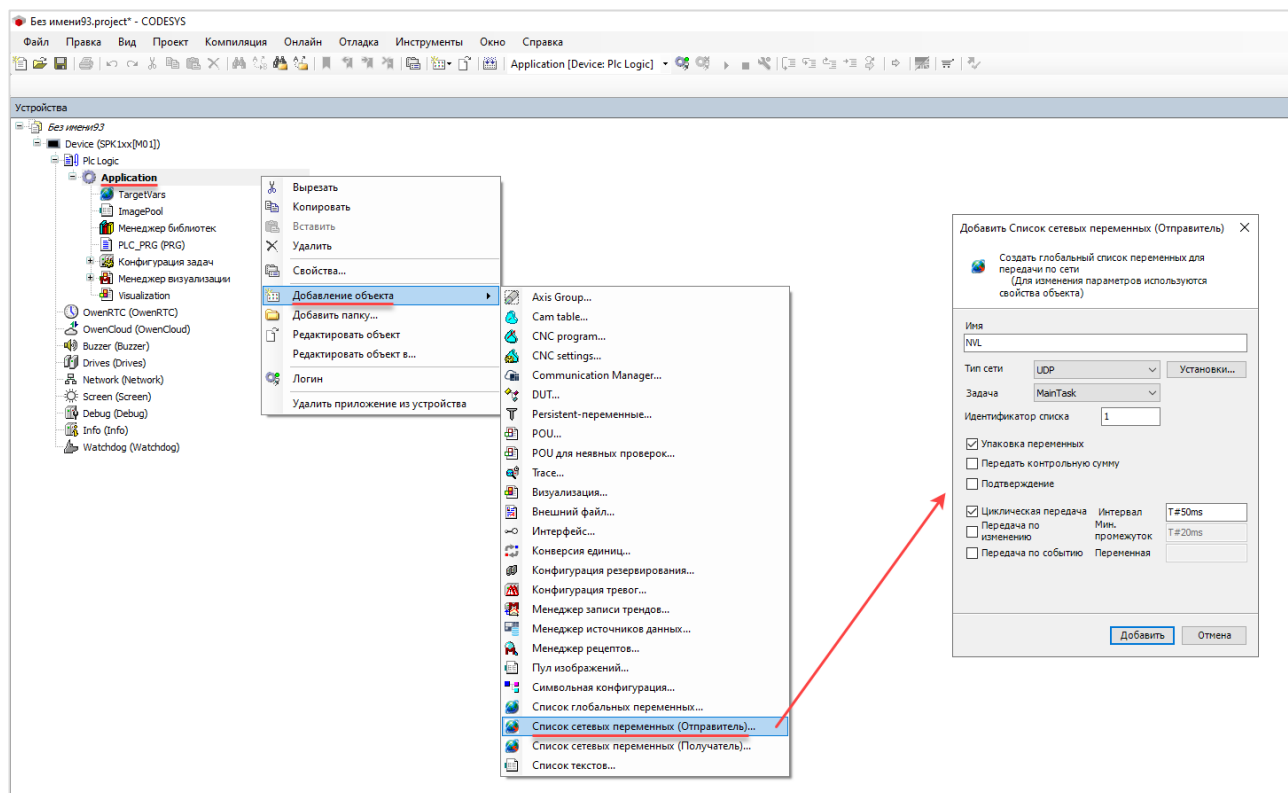 Без имени93.project* - CODESYS
Файл Правка Вид Проект Компиляция Онлайн Отладка Инструменты Окно Справка
Application [Device: Plc Logic]
Устройства
Без имени93
Device (SPK1xx[M01])
Plc Logic
Application
TargetVars
ImagePool
Менеджер библиотек
PLC_PRG (PRG)
Конфигурация задач
Менеджер визуализации
Visualization
OwenRTC (OwenRTC)
OwenCloud (OwenCloud)
Buzzer (Buzzer)
Drives (Drives)
Network (Network)
Screen (Screen)
Debug (Debug)
Info (Info)
Watchdog (Watchdog)
Вырезать
Копировать
Вставить
Удалить
Свойства...
Добавление объекта
Добавить папку...
Редактировать объект
Редактировать объект в...
Логин
Удалить приложение из устройства
Axis Group...
Cam table...
CNC program...
CNC settings...
Communication Manager...
DUT...
Persistent-переменные...
POU...
POU для неявных проверок...
Trace...
Визуализация...
Внешний файл...
Интерфейс...
Конверсия единиц...
Конфигурация резервирования...
Конфигурация тревог...
Менеджер записи трендов...
Менеджер источников данных...
Менеджер рецептов...
Пул изображений...
Символьная конфигурация...
Список глобальных переменных...
Список сетевых переменных (Отправитель)...
Список сетевых переменных (Получатель)...
Список текстов...
Добавить Список сетевых переменных (Отправитель)
Создать глобальный список переменных для
передачи по сети
(Для изменения параметров используются
свойства объекта)
Имя
NVL
Тип сети UDP Установки...
Задача MainTask
Идентификатор списка 1
Упаковка переменных
Передать контрольную сумму
Подтверждение
Циклическая передача Интервал T#50ms
Передача по изменению Мин. промежуток T#20ms
Передача по событию Переменная
Добавить Отмена